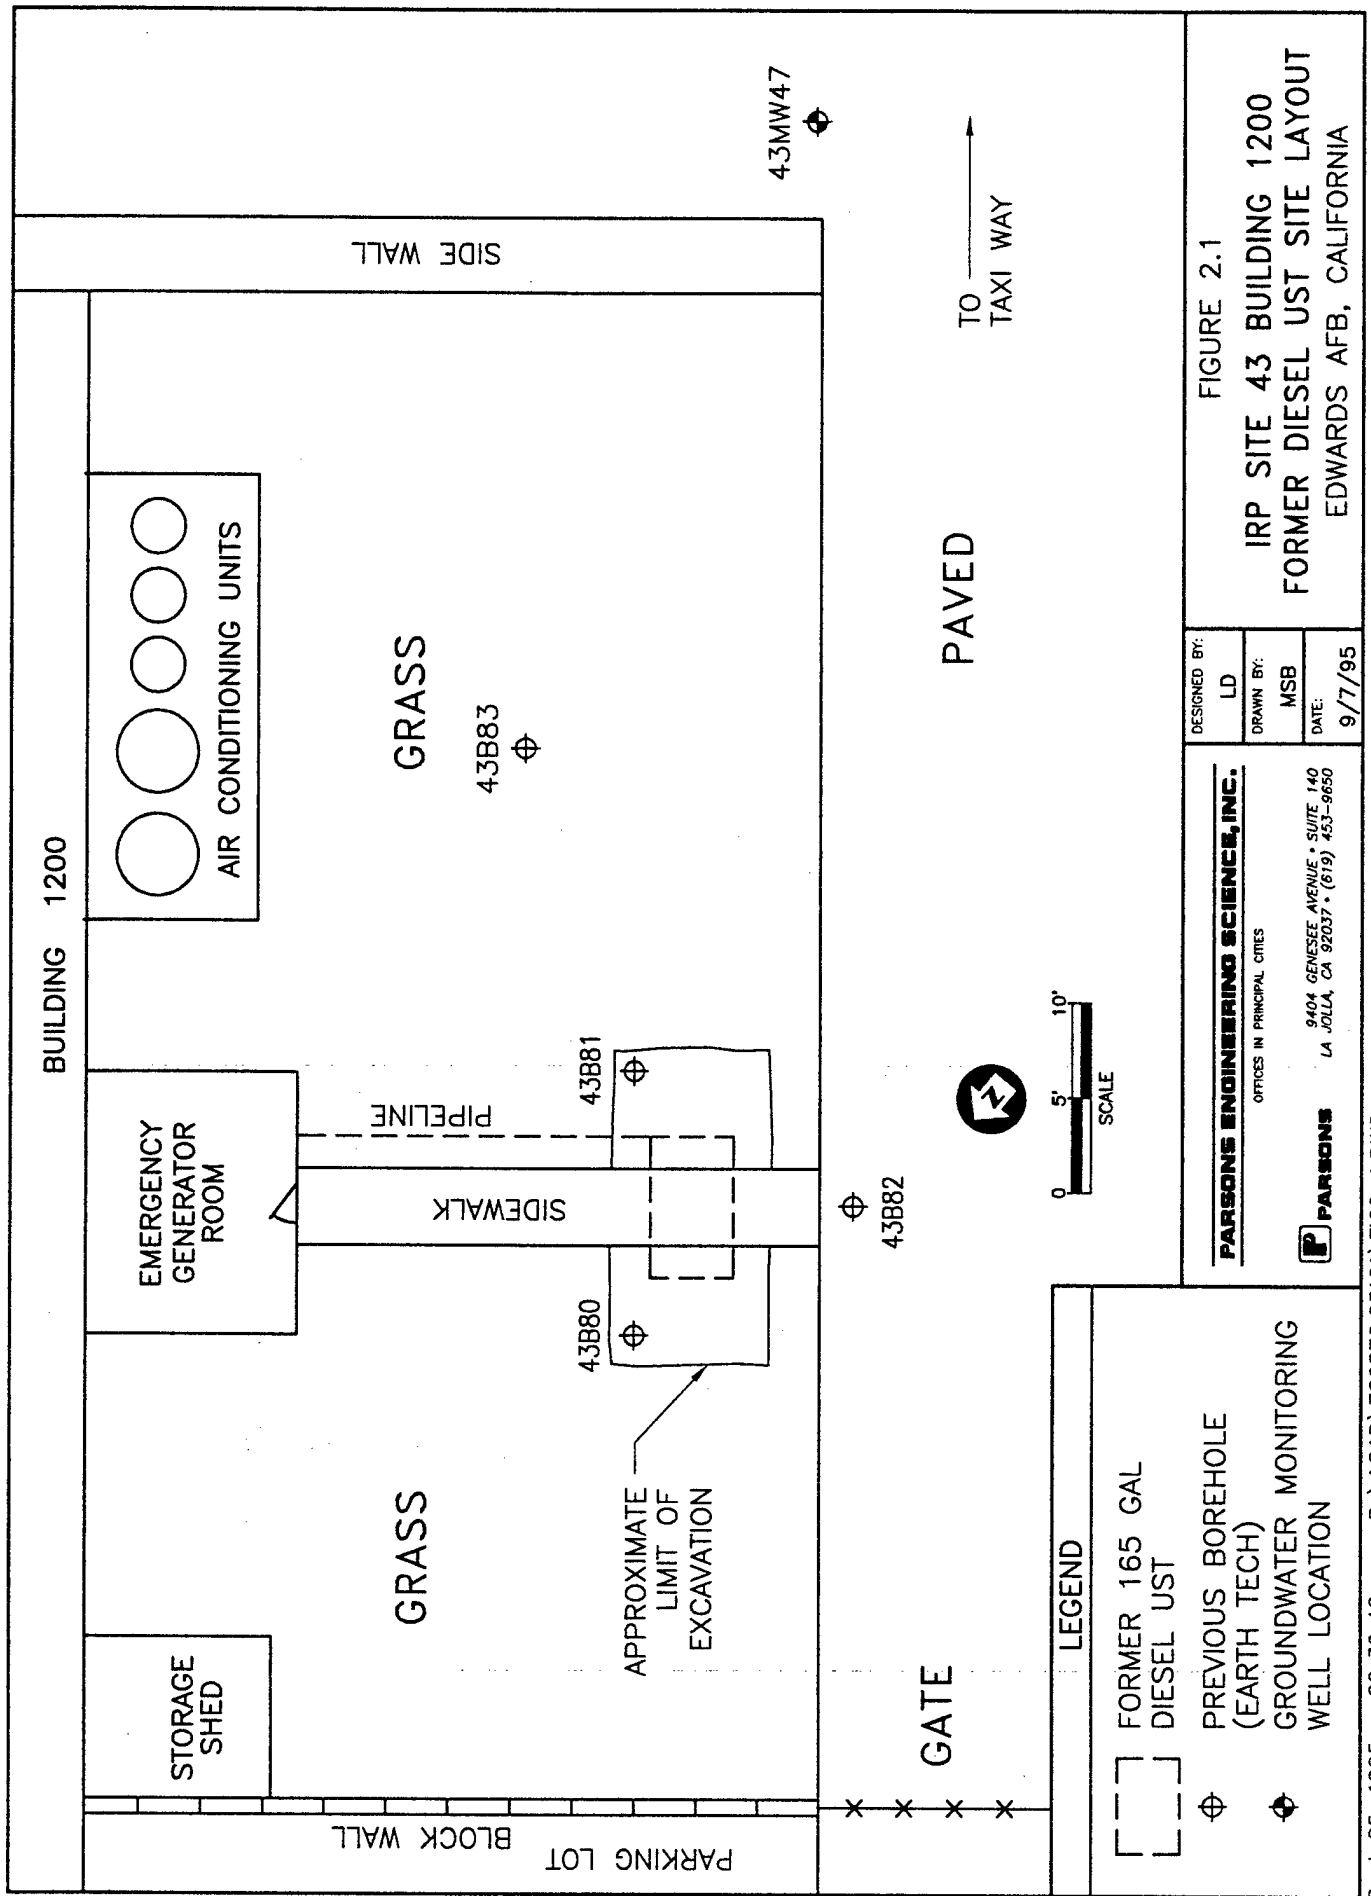 BUILDING 1200
EMERGENCY
GENERATOR
ROOM
STORAGE
SHED
AIR CONDITIONING UNITS
SIDE WALL
GRASS
GRASS
43B83
43MW47
PIPELINE
SIDEWALK
43B81
43B80
43B82
APPROXIMATE
LIMIT OF
EXCAVATION
BLOCK WALL
PARKING LOT
GATE
PAVED
TO
TAXI WAY
N
0 5' 10'
SCALE
LEGEND
FORMER 165 GAL
DIESEL UST
PREVIOUS BOREHOLE
(EARTH TECH)
GROUNDWATER MONITORING
WELL LOCATION
PARSONS ENGINEERING SCIENCE, INC.
OFFICES IN PRINCIPAL CITIES
P PARSONS
9404 GENESEE AVENUE • SUITE 140
LA JOLLA, CA 92037 • (619) 453-9650
DESIGNED BY:
LD
DRAWN BY:
MSB
DATE:
9/7/95
FIGURE 2.1
IRP SITE 43 BUILDING 1200
FORMER DIESEL UST SITE LAYOUT
EDWARDS AFB, CALIFORNIA